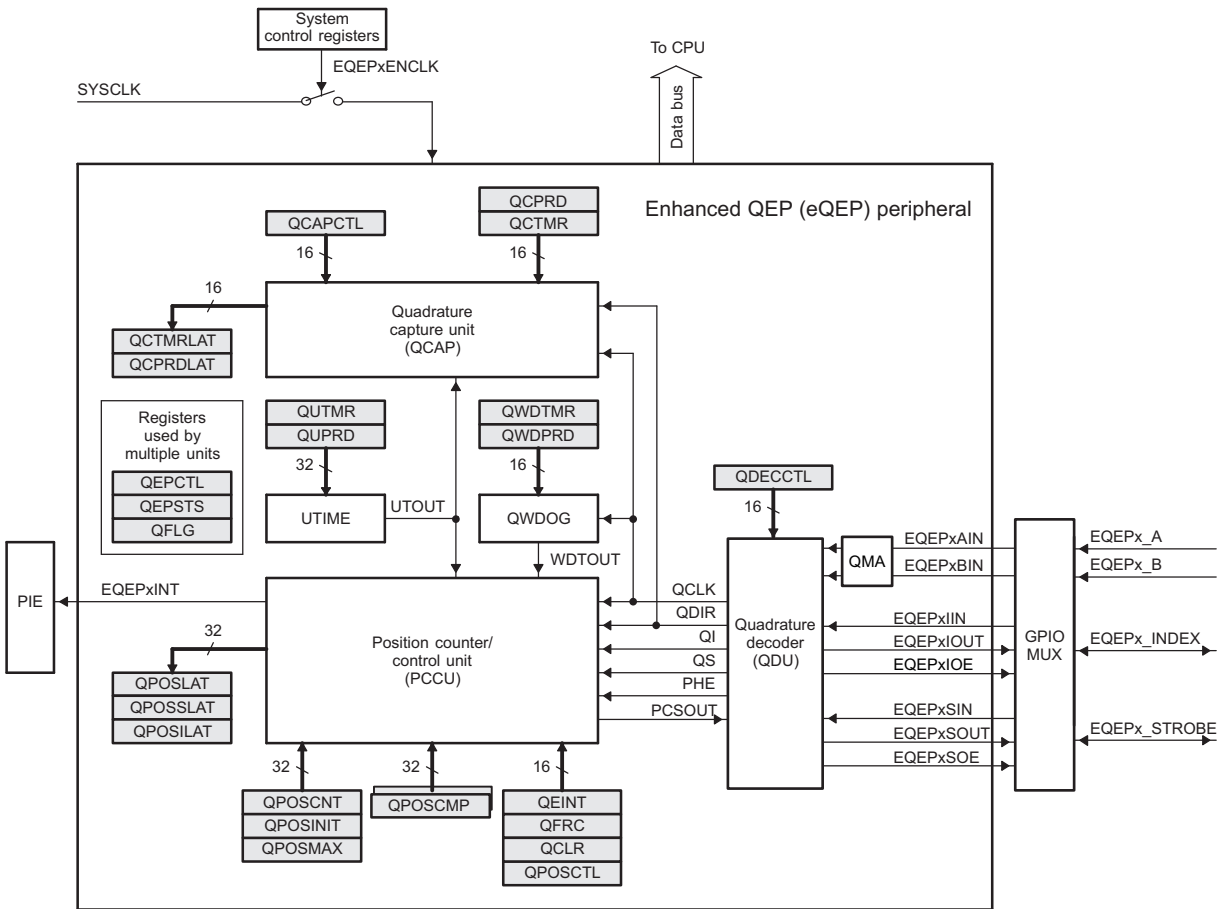 System
control registers
To CPU
EQEPxENCLK
SYSCLK
Data bus
Enhanced QEP (eQEP) peripheral
QCPRD
QCAPCTL
QCTMR
16
16
16
Quadrature
capture unit
(QCAP)
QCTMRLAT
QCPRDLAT
Registers
used by
multiple units
QEPCTL
QEPSTS
QFLG
QUTMR
QUPRD
32
UTIME
UTOUT
QWDTMR
QWDPRD
16
QWDOG
WDTOUT
QDECCTL
16
PIE
EQEPxINT
Position counter/
control unit
(PCCU)
QCLK
QDIR
QI
QS
PHE
PCSOUT
Quadrature
decoder
(QDU)
QMA
EQEPxAIN
EQEPxBIN
EQEPxIIN
EQEPxIOUT
EQEPxIOE
EQEPxSIN
EQEPxSOUT
EQEPxSOE
GPIO
MUX
EQEPx_A
EQEPx_B
EQEPx_INDEX
EQEPx_STROBE
32
QPOSLAT
QPOSSLAT
QPOSILAT
32
32
16
QPOSCNT
QPOSINIT
QPOSMAX
QPOSCMP
QEINT
QFRC
QCLR
QPOSCTL